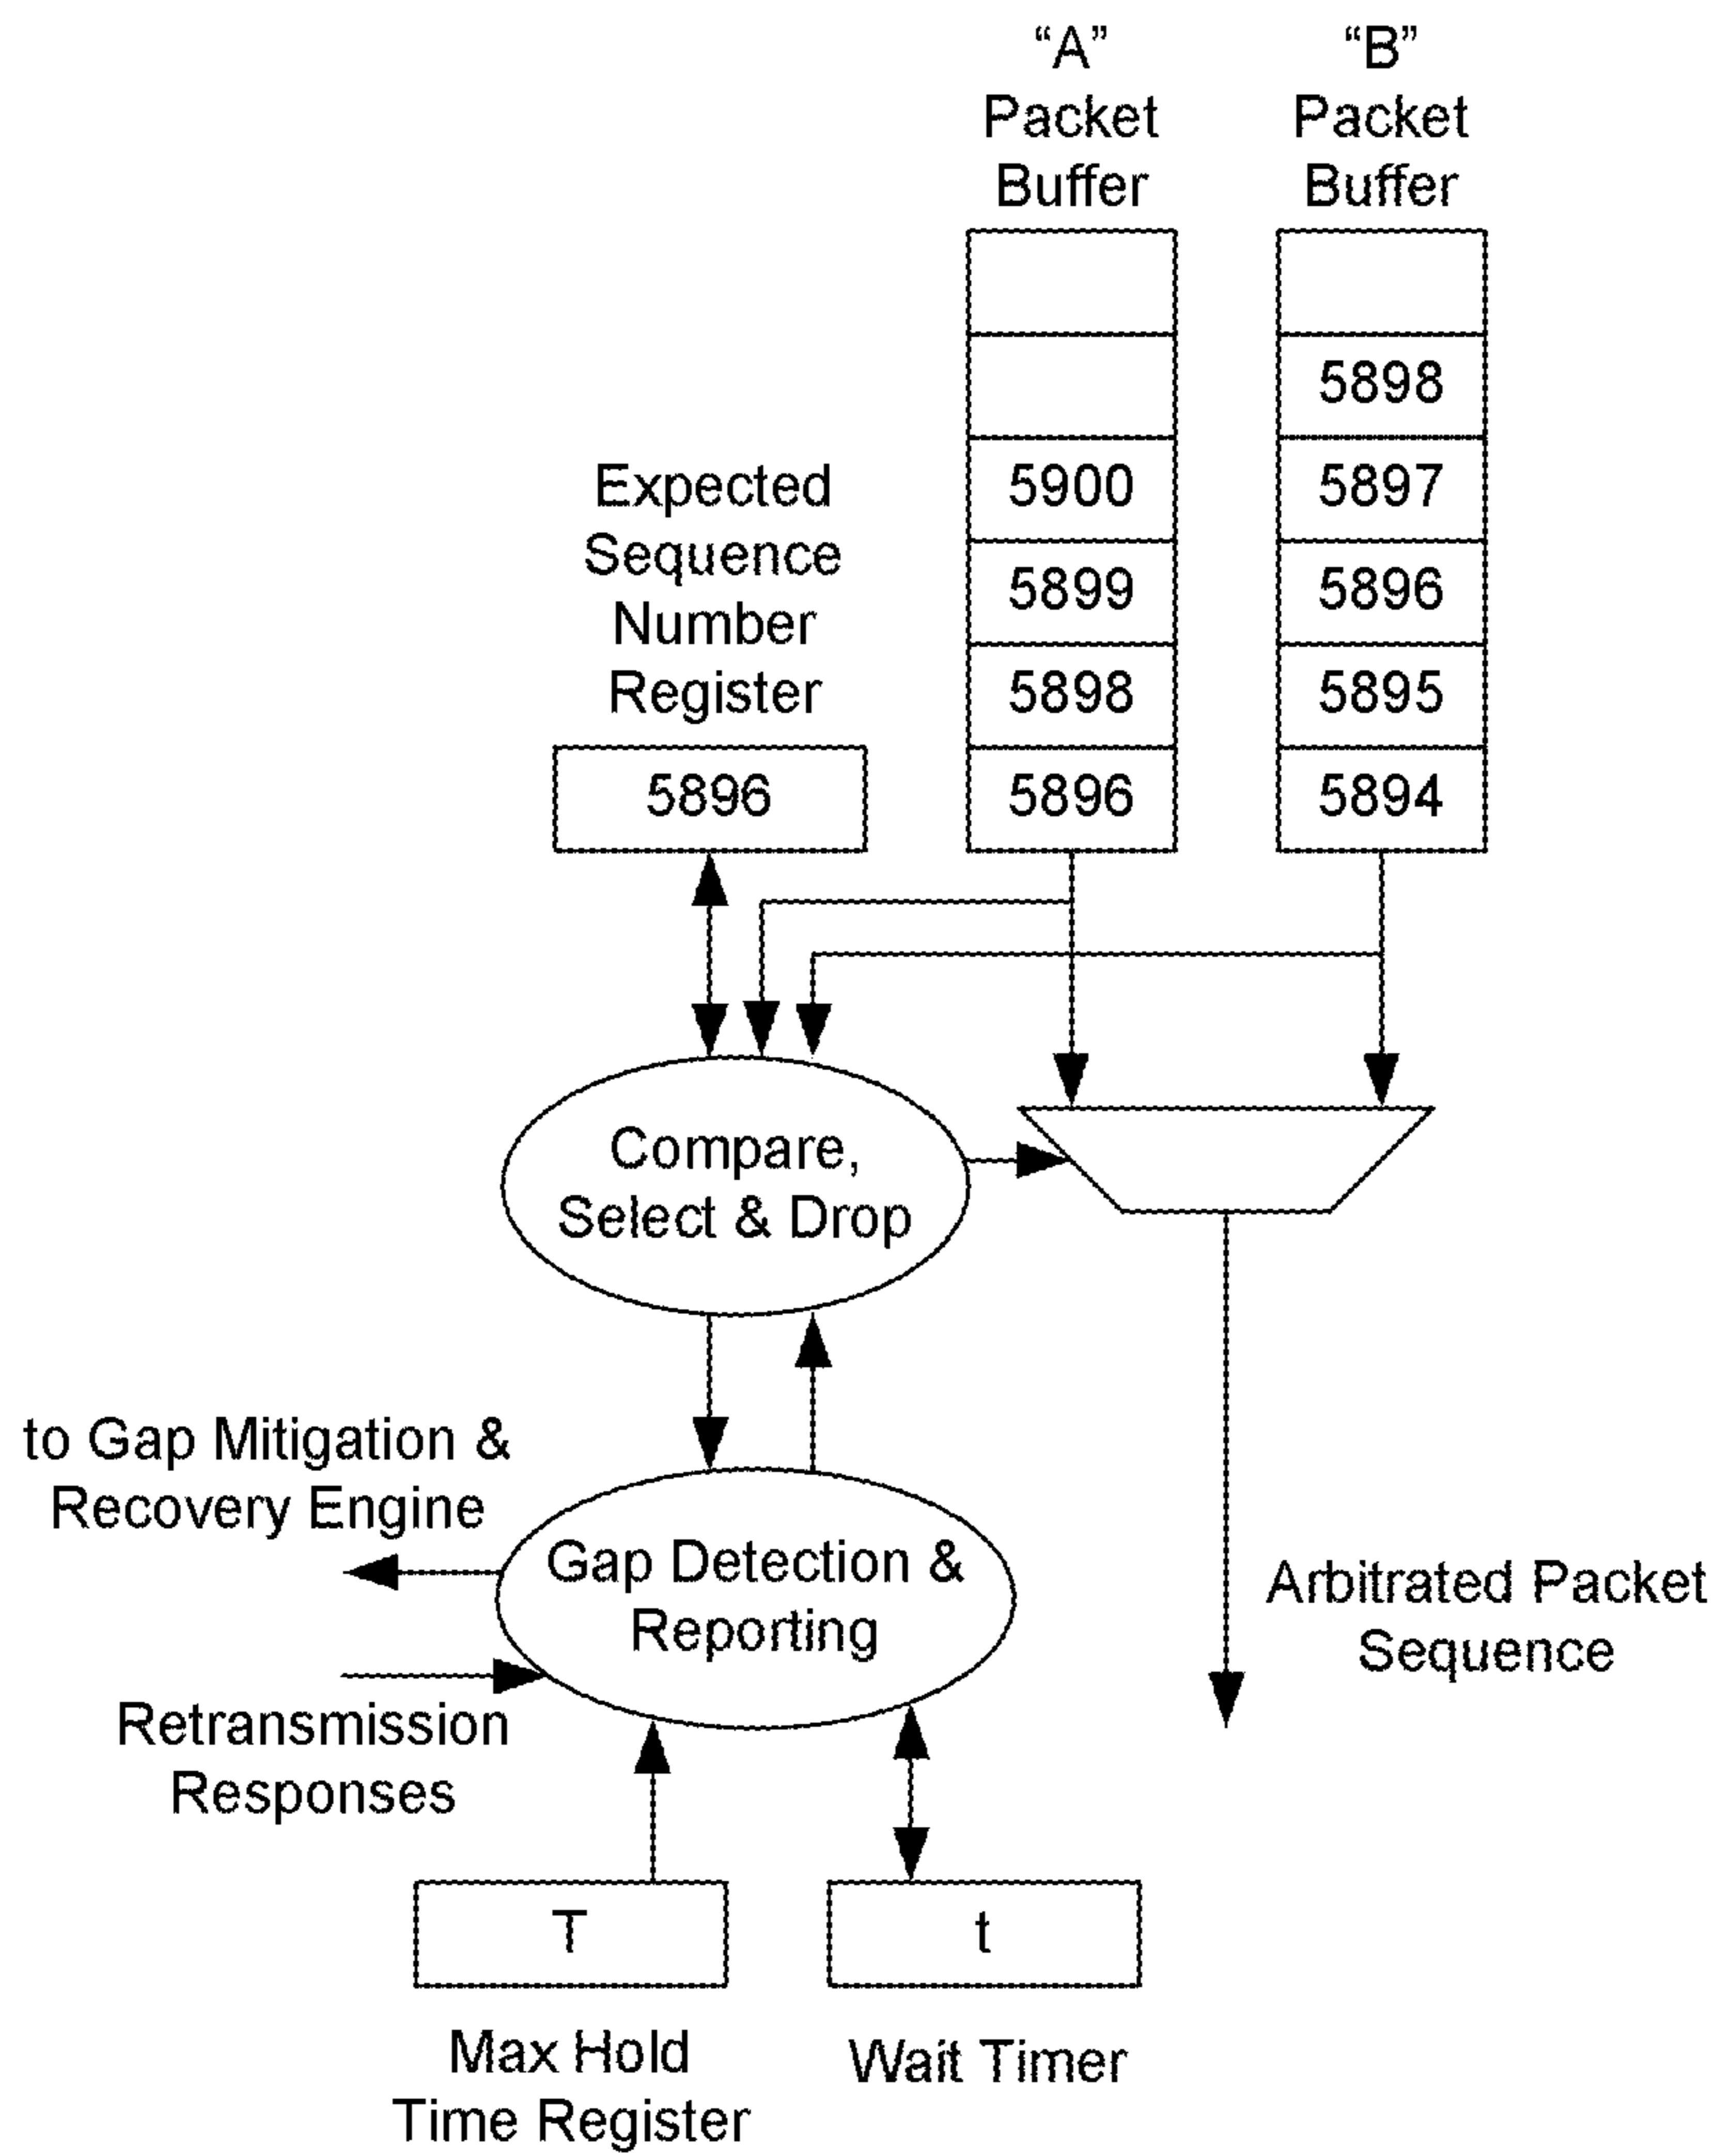 “A”
Packet
Buffer
“B”
Packet
Buffer
5898
5900
5897
5899
5896
5898
5895
5896
5894
Expected
Sequence
Number
Register
5896
Compare,
Select & Drop
to Gap Mitigation &
Recovery Engine
Gap Detection &
Reporting
Retransmission
Responses
Arbitrated Packet
Sequence
T
t
Max Hold
Time Register
Wait Timer